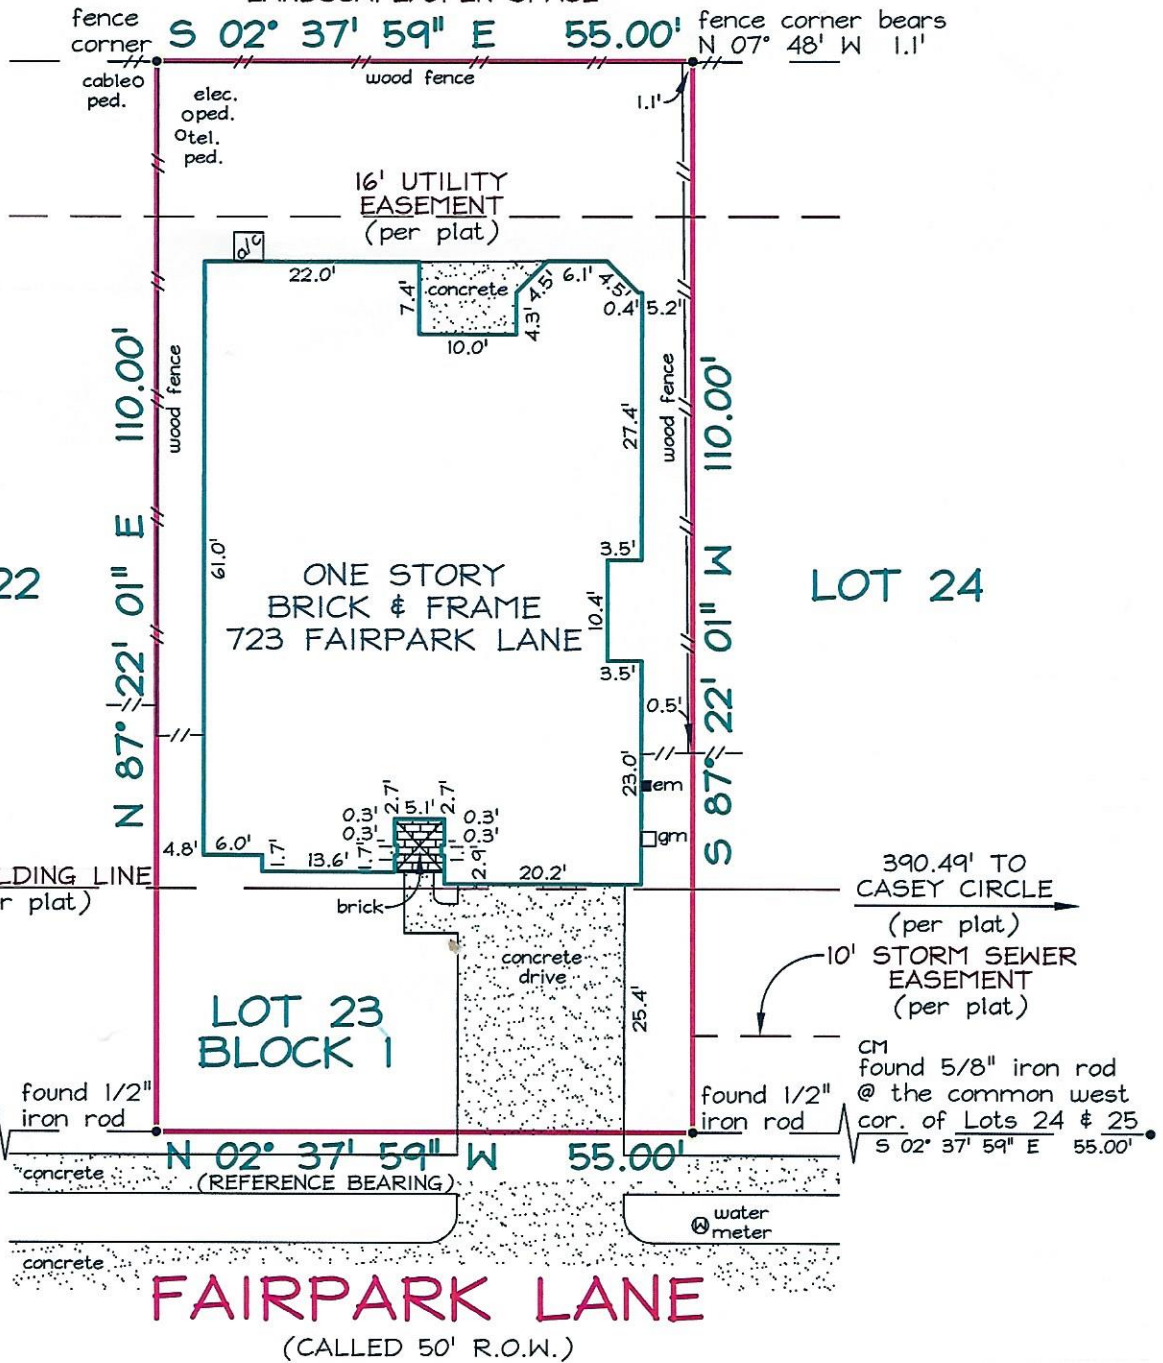 S 02° 37' 59" E 55.00'
fence
corner
fence corner bears
N 07° 48' W 1.1'
wood fence
cable
ped.
elec.
ped.
tel.
ped.
1.1'
16' UTILITY
EASEMENT
(per plat)
a/c
22.0'
7.4'
concrete
10.0'
4.3'
4.5'
6.1'
4.5'
0.4'
5.2'
N 87° 22' 01" E 110.00'
wood fence
61.0'
27.4'
wood fence
S 87° 22' 01" W 110.00'
3.5'
10.4'
3.5'
22
ONE STORY
BRICK & FRAME
723 FAIRPARK LANE
LOT 24
0.5'
23.0'
em
gm
2.7'
5.1'
2.7'
0.3'
0.3'
0.3'
0.3'
4.8'
6.0'
1.7'
13.6'
1.7'
2.9'
20.2'
LDING LINE
r plat)
brick
390.49' TO
CASEY CIRCLE
(per plat)
10' STORM SEWER
EASEMENT
(per plat)
concrete
drive
25.4'
LOT 23
BLOCK 1
found 1/2"
iron rod
found 1/2"
iron rod
CM
found 5/8" iron rod
@ the common west
cor. of Lots 24 & 25
S 02° 37' 59" E 55.00'
N 02° 37' 59" W 55.00'
(REFERENCE BEARING)
concrete
water
meter
W
concrete
FAIRPARK LANE
(CALLED 50' R.O.W.)